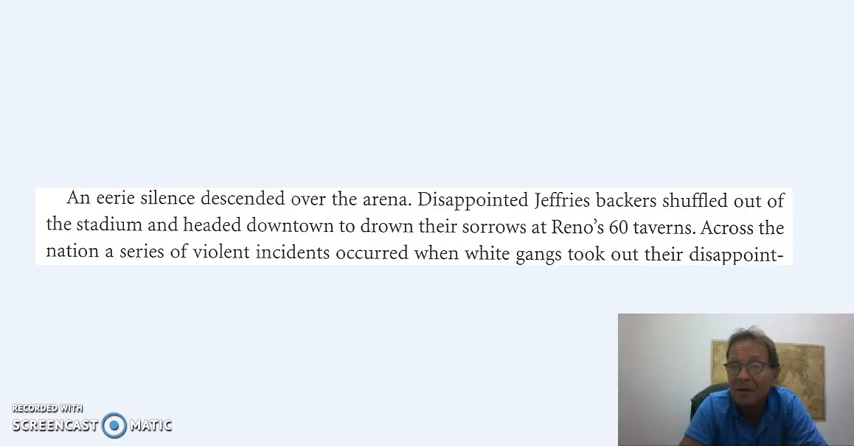 An eerie silence descended over the arena. Disappointed Jeffries backers shuffled out of
the stadium and headed downtown to drown their sorrows at Reno’s 60 taverns. Across the
nation a series of violent incidents occurred when white gangs took out their disappoint-
RECORDED WITH
SCREENCAST MATIC